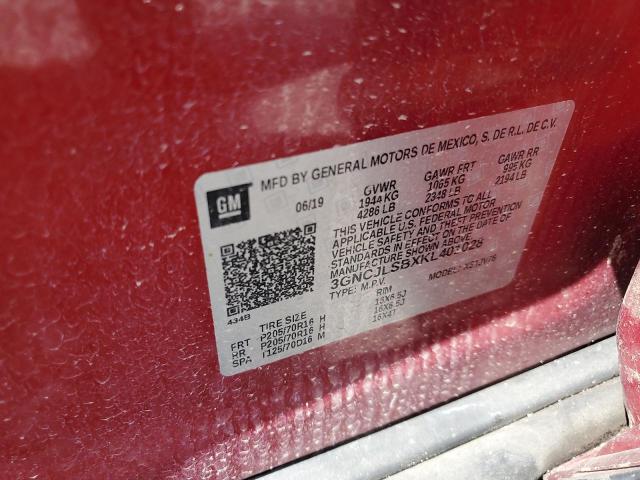 GM
MFD BY GENERAL MOTORS DE MEXICO, S. DE R.L. DE C.V.
06/19
GVWR GAWR FRT GAWR RR
1944 KG 1065 KG 995 KG
4286 LB 2348 LB 2194 LB
THIS VEHICLE CONFORMS TO ALL
APPLICABLE U.S. FEDERAL MOTOR
VEHICLE SAFETY AND THEFT PREVENTION
STANDARDS IN EFFECT ON THE DATE OF
MANUFACTURE SHOWN ABOVE.
TYPE: M.P.V. MODEL:
434B
TIRE SIZE RIM
FRT P205/70R16 H 16X6.5J
RR P205/70R16 H 16X6.5J
SPA T125/70D16 M 16X4T